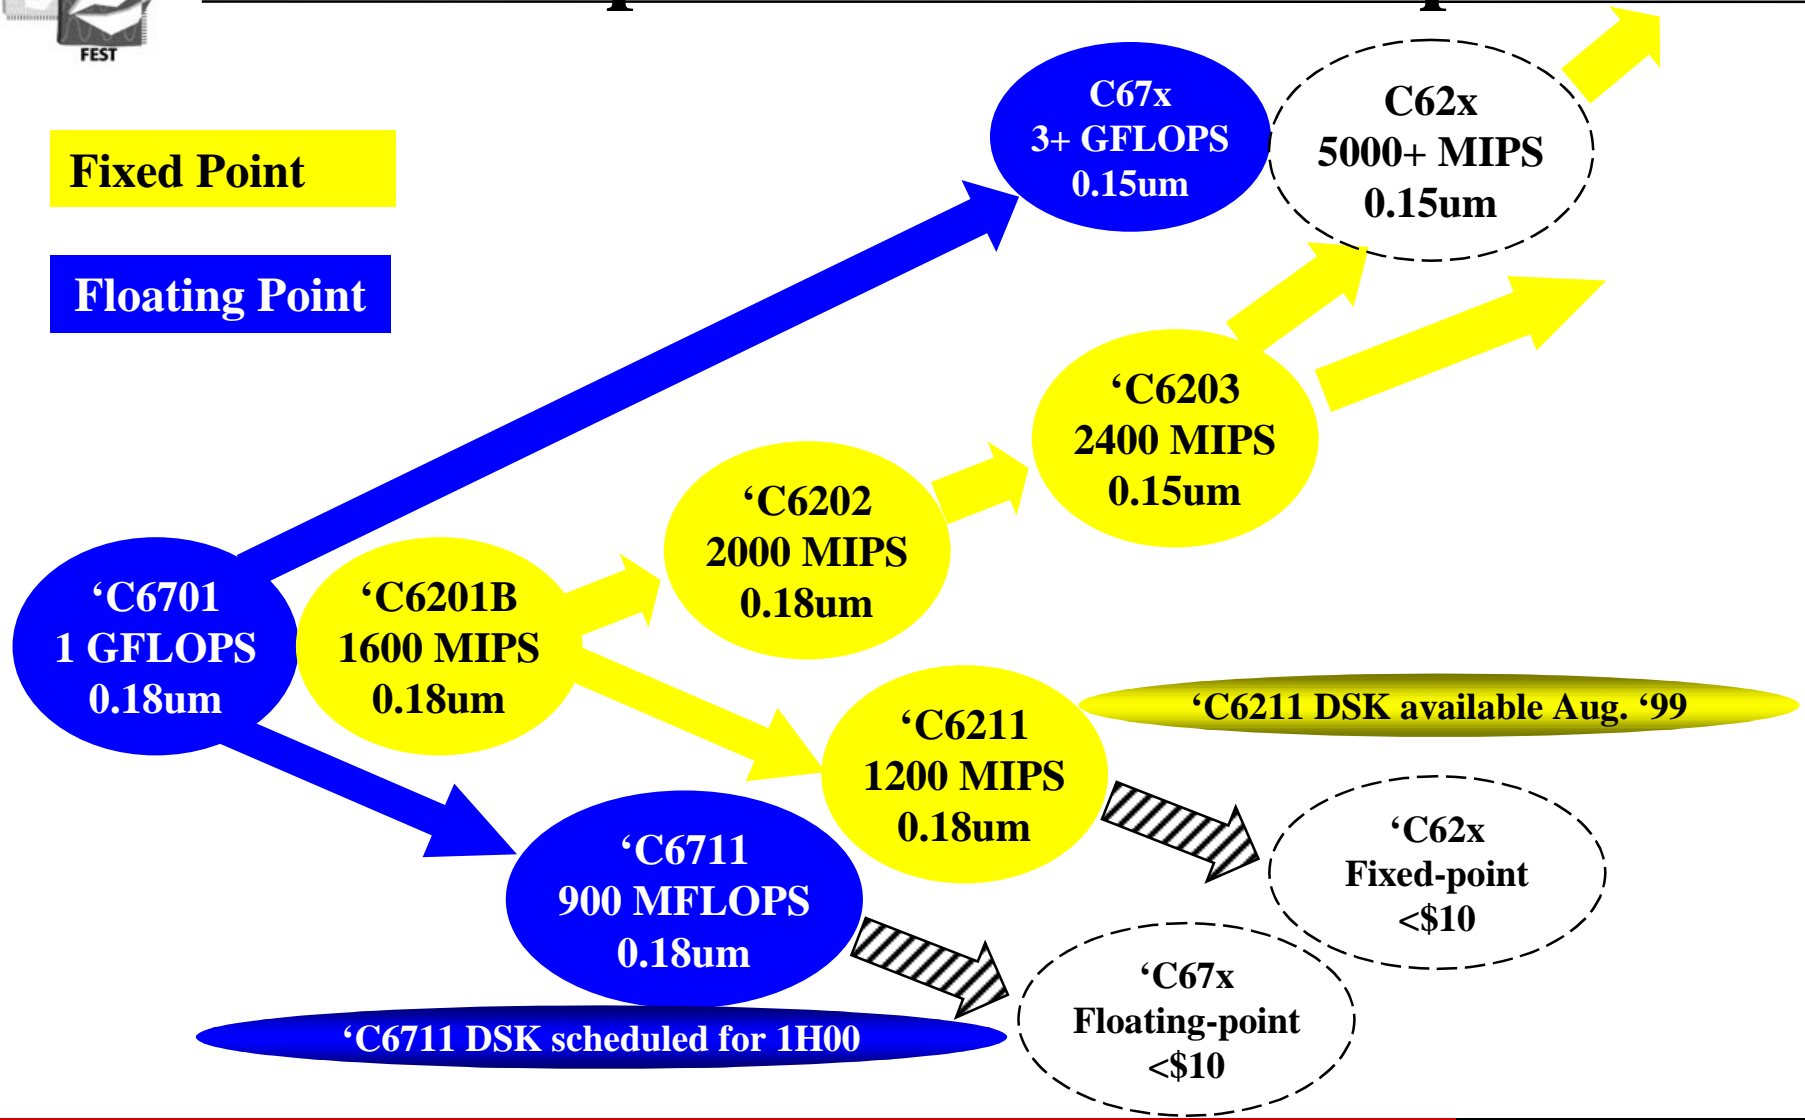 FEST
Fixed Point
Floating Point
C67x
3+ GFLOPS
0.15um
C62x
5000+ MIPS
0.15um
‘C6203
2400 MIPS
0.15um
‘C6202
2000 MIPS
0.18um
‘C6701
1 GFLOPS
0.18um
‘C6201B
1600 MIPS
0.18um
‘C6211
1200 MIPS
0.18um
‘C6211 DSK available Aug. ‘99
‘C6711
900 MFLOPS
0.18um
‘C62x
Fixed-point
<$10
‘C67x
Floating-point
<$10
‘C6711 DSK scheduled for 1H00